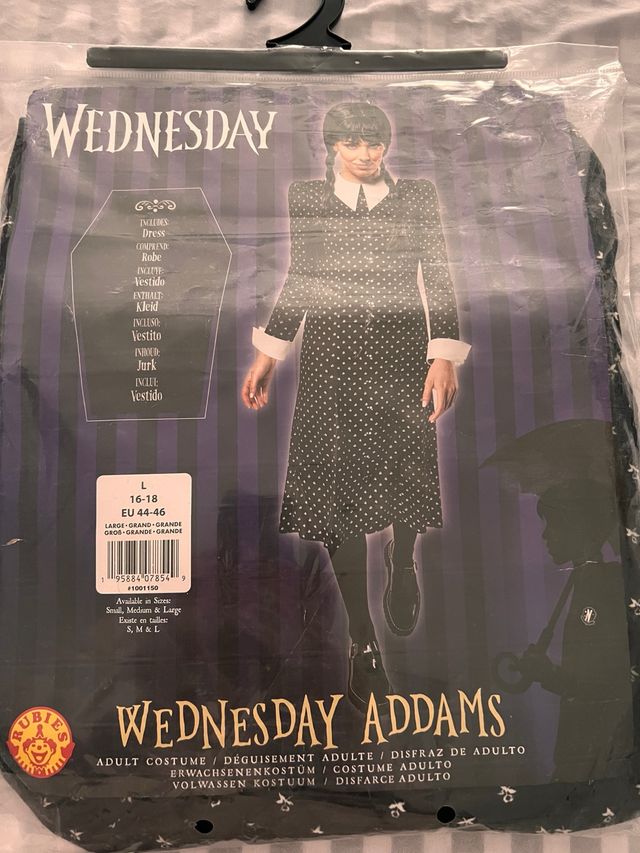 WEDNESDAY
INCLUDES:
Dress
COMPREND:
Robe
INCLUYE:
Vestido
ENTHALT:
Kleid
INCLUSO:
Vestito
INHOUD:
Jurk
INCLUI:
Vestido
L
16-18
EU 44-46
LARGE • GRAND • GRANDE
GROß • GRANDE • GRANDE
1 95884 07854 9
#1001150
Available in Sizes:
Small, Medium & Large
Existe en tailles:
S, M & L
RUBIES
WEDNESDAY ADDAMS
ADULT COSTUME / DÉGUISEMENT ADULTE / DISFRAZ DE ADULTO
ERWACHSENENKOSTÜM / COSTUME ADULTO
VOLWASSEN KOSTUUM / DISFARCE ADULTO